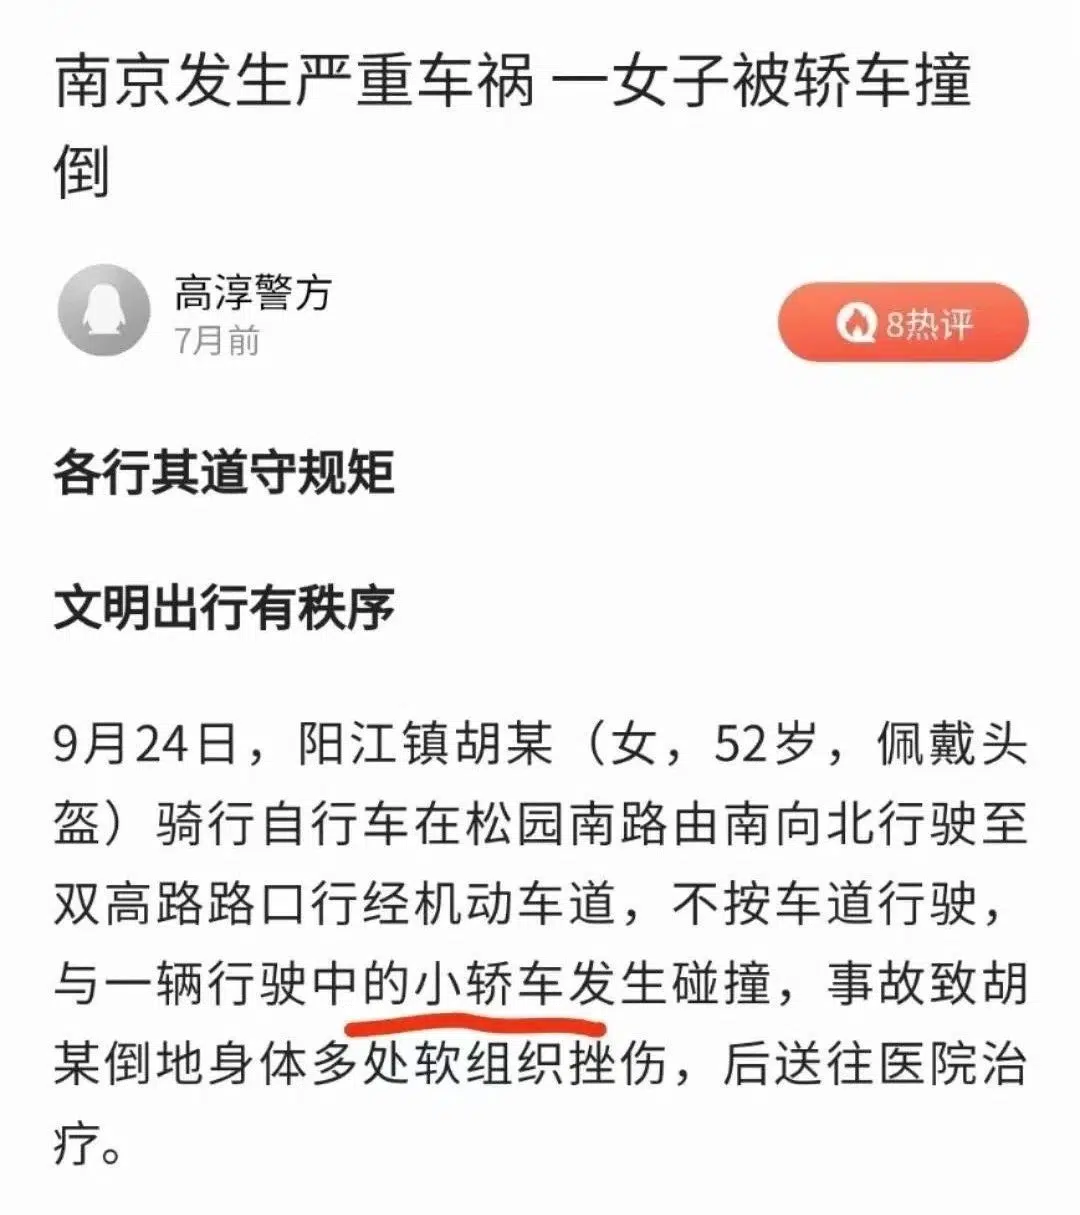 南京发生严重车祸 一女子被轿车撞
倒
高淳警方
7月前
8热评
各行其道守规矩
文明出行有秩序
9月24日，阳江镇胡某（女，52岁，佩戴头
盔）骑行自行车在松园南路由南向北行驶至
双高路路口行经机动车道，不按车道行驶，
与一辆行驶中的小轿车发生碰撞，事故致胡
某倒地身体多处软组织挫伤，后送往医院治
疗。